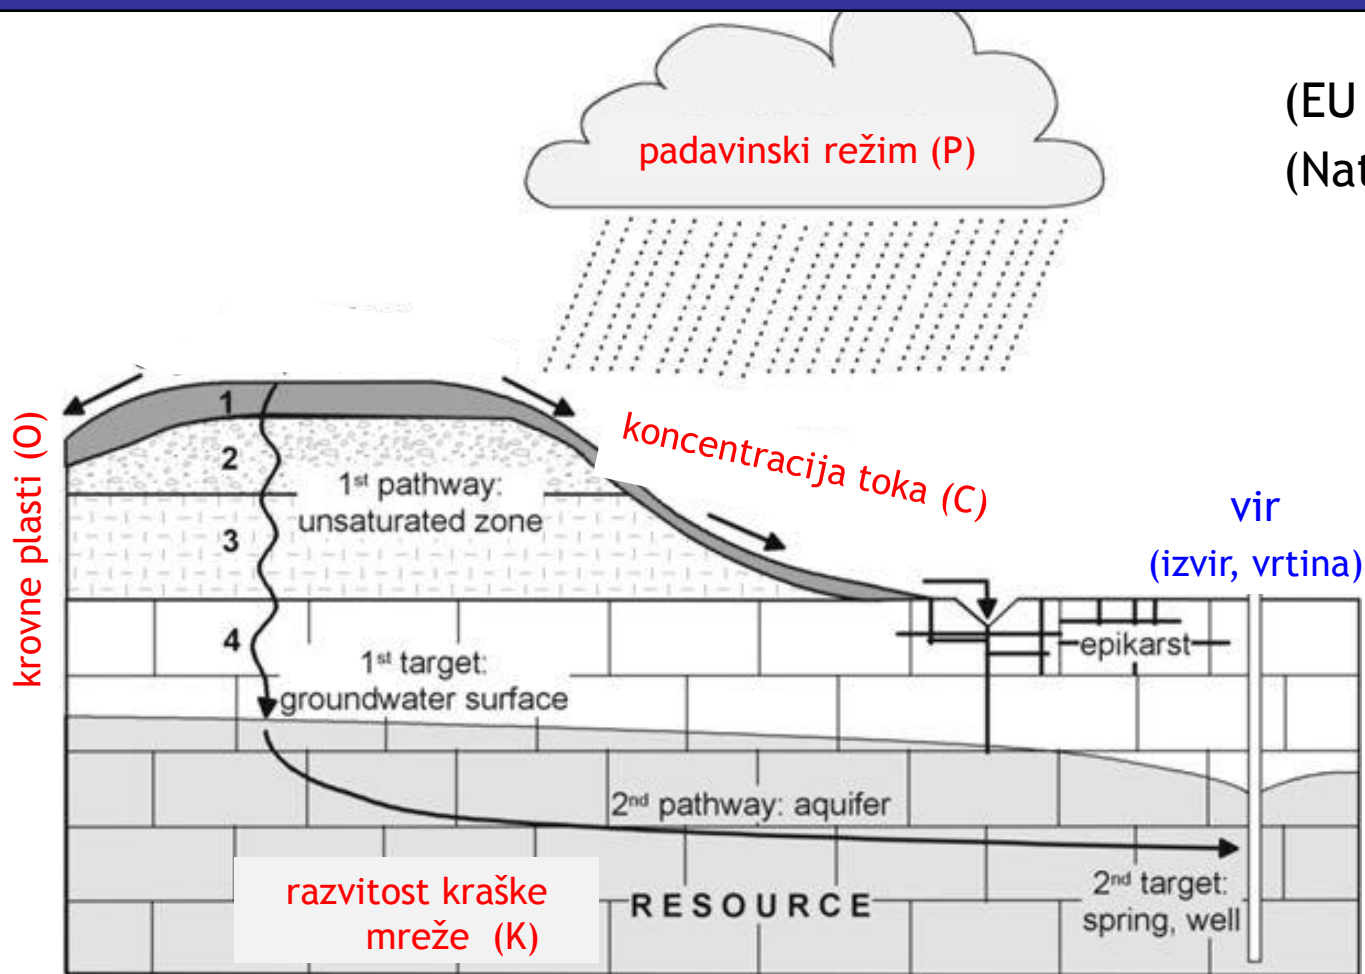 (EU
(Nat
padavinski režim (P)
krovne plasti (O)
koncentracija toka (C)
1
2
3
4
1st pathway:
unsaturated zone
vir
(izvir, vrtina)
epikarst
1st target:
groundwater surface
2nd pathway: aquifer
razvitost kraške
mreže (K)
RESOURCE
2nd target:
spring, well